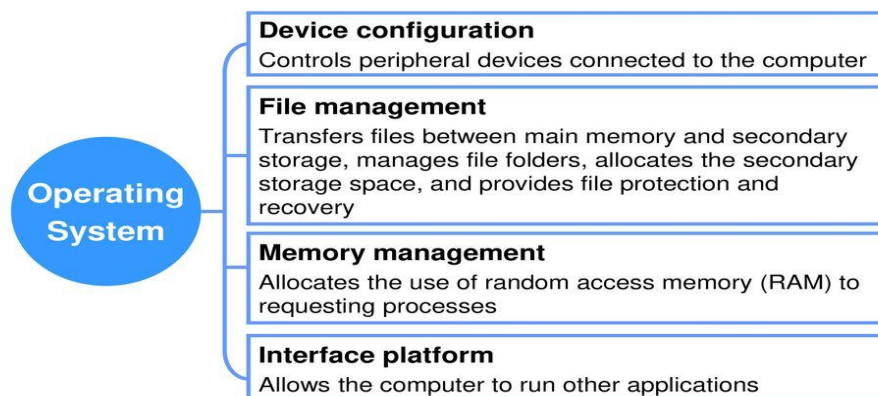 Operating
System
Device configuration
Controls peripheral devices connected to the computer
File management
Transfers files between main memory and secondary
storage, manages file folders, allocates the secondary
storage space, and provides file protection and
recovery
Memory management
Allocates the use of random access memory (RAM) to
requesting processes
Interface platform
Allows the computer to run other applications